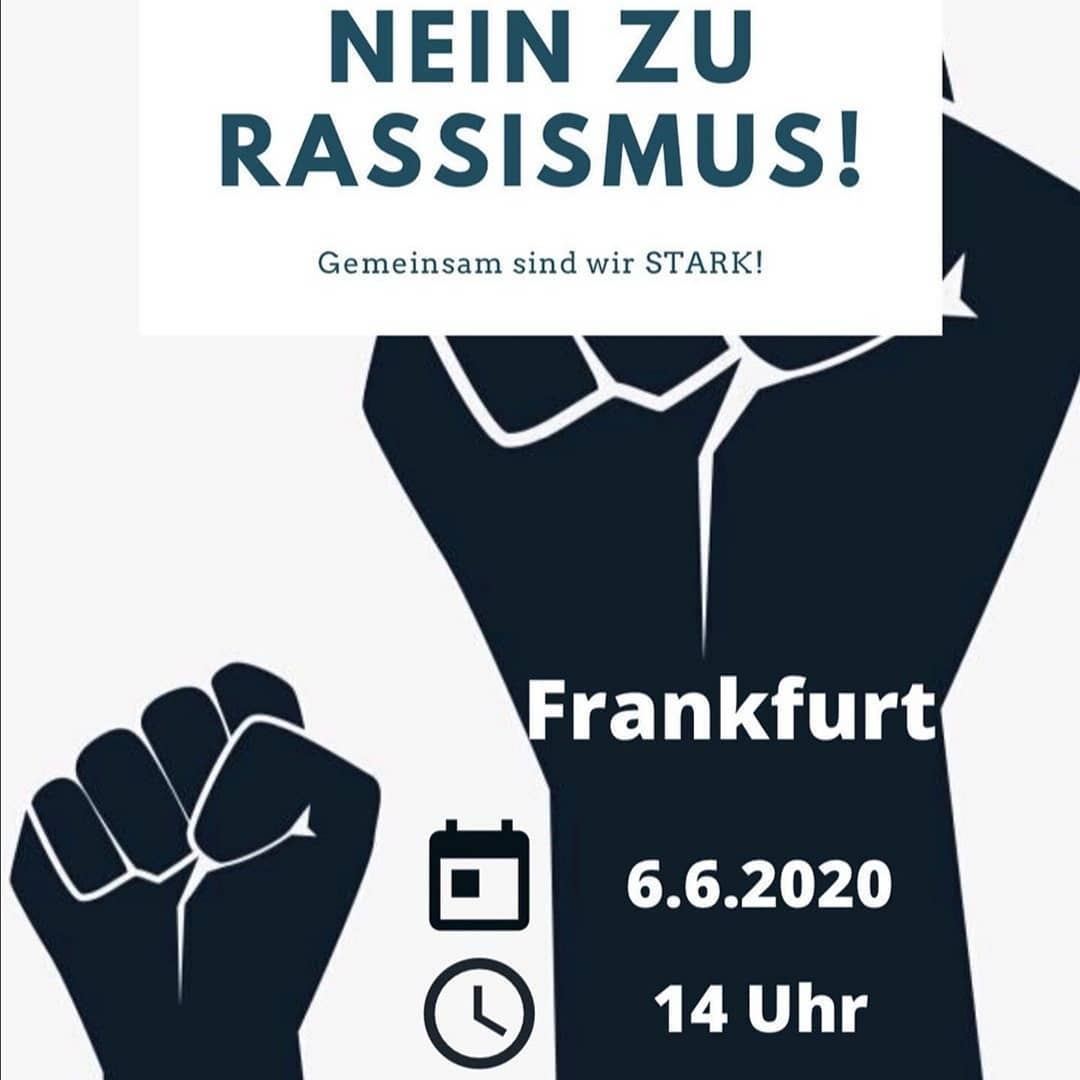 NEIN ZU
RASSISMUS!
Gemeinsam sind wir STARK!
Frankfurt
6.6.2020
14 Uhr